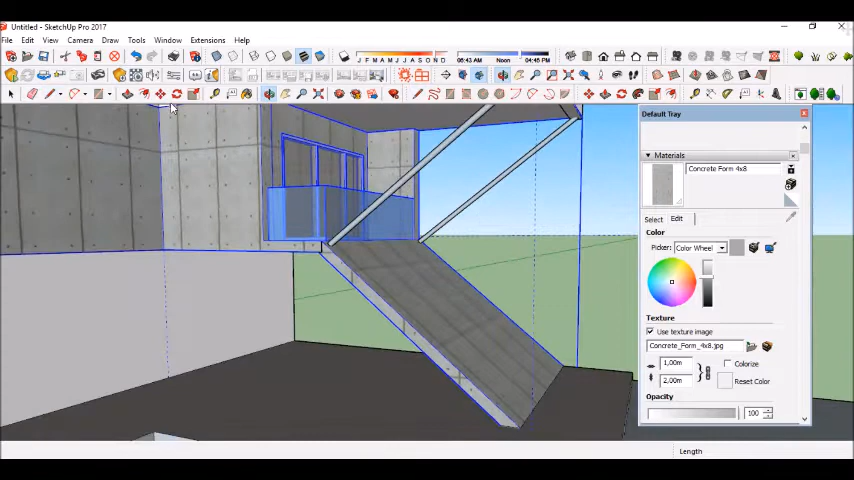 Untitled - SketchUp Pro 2017
File Edit View Camera Draw Tools Window Extensions Help
J F M A M J J A S O N D 06:43 AM Noon 04:45 PM
Default Tray
Materials
Concrete Form 4x8
Select Edit
Color
Picker: Color Wheel
Texture
Use texture image
Concrete_Form_4x8.jpg
1,00m Colorize
2,00m Reset Color
Opacity
100
Length